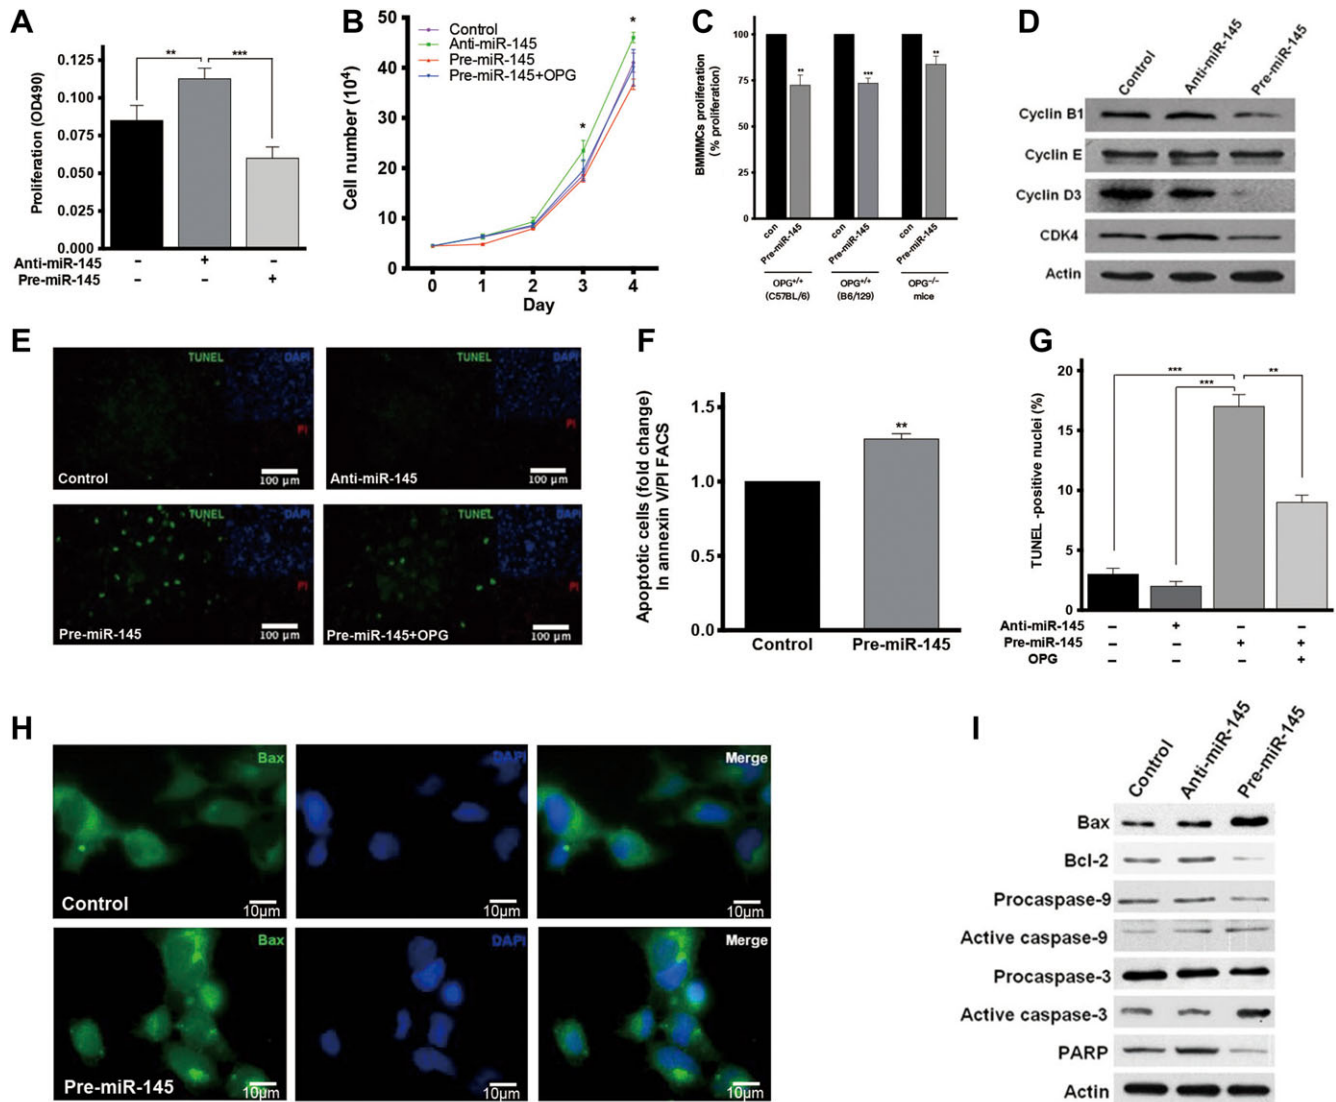 A
Proliferation (OD490)
0.125
0.100
0.075
0.050
0.025
0.000
** ***
Anti-miR-145 – + –
Pre-miR-145 – – +
B
Cell number (10⁴)
50
40
30
20
10
0
Control
Anti-miR-145
Pre-miR-145
Pre-miR-145+OPG
*
*
0 1 2 3 4
Day
C
BMMMCs proliferation
(% proliferation)
100
75
50
25
0
** *** **
con Pre-miR-145 con Pre-miR-145 con Pre-miR-145
OPG⁺/⁺ OPG⁺/⁺ OPG⁻/⁻
(C57BL/6) (B6/129) mice
D
Control Anti-miR-145 Pre-miR-145
Cyclin B1
Cyclin E
Cyclin D3
CDK4
Actin
E
TUNEL DAPI TUNEL DAPI
PI PI
Control 100 µm Anti-miR-145 100 µm
TUNEL DAPI TUNEL DAPI
PI PI
Pre-miR-145 100 µm Pre-miR-145+OPG 100 µm
F
Apoptotic cells (fold change)
In annexin V/PI FACS
1.5
1.0
0.5
0.0
**
Control Pre-miR-145
G
TUNEL -positive nuclei (%)
20
15
10
5
0
*** **
***
Anti-miR-145 – + – –
Pre-miR-145 – – + +
OPG – – – +
H
Bax DAPI Merge
Control 10µm 10µm 10µm
Bax DAPI Merge
Pre-miR-145 10µm 10µm 10µm
I
Control Anti-miR-145 Pre-miR-145
Bax
Bcl-2
Procaspase-9
Active caspase-9
Procaspase-3
Active caspase-3
PARP
Actin